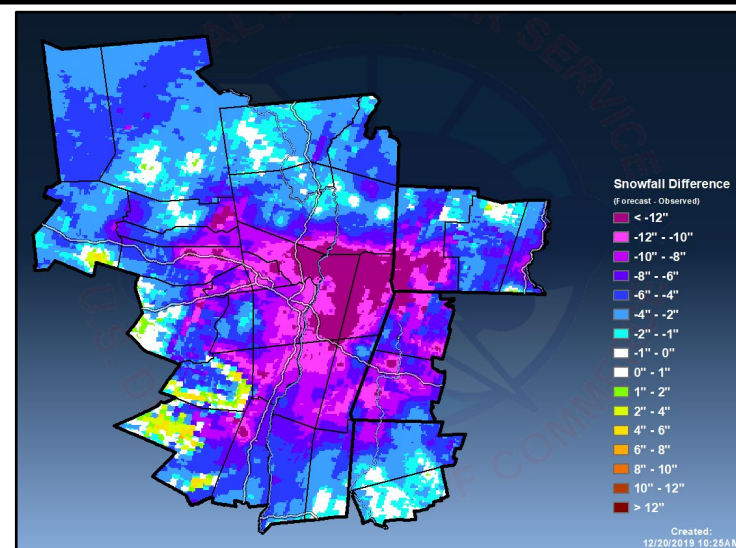 Snowfall Difference
(Forecast - Observed)
< -12"
-12" - -10"
-10" - -8"
-8" - -6"
-6" - -4"
-4" - -2"
-2" - -1"
-1" - 0"
0" - 1"
1" - 2"
2" - 4"
4" - 6"
6" - 8"
8" - 10"
10" - 12"
> 12"
Created:
12/20/2019 10:25AM